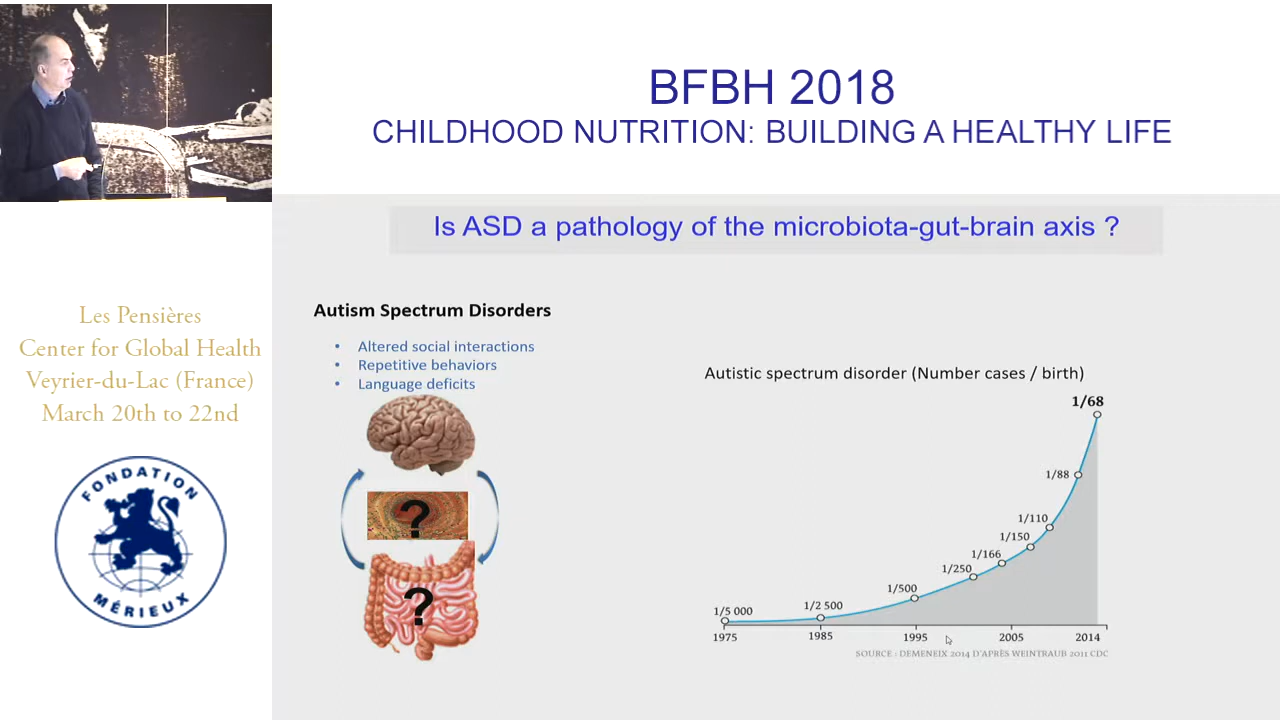 BFBH 2018
CHILDHOOD NUTRITION: BUILDING A HEALTHY LIFE
Is ASD a pathology of the microbiota-gut-brain axis ?
Les Pensières
Center for Global Health
Veyrier-du-Lac (France)
March 20th to 22nd
FONDATION
MÉRIEUX
Autism Spectrum Disorders
• Altered social interactions
• Repetitive behaviors
• Language deficits
?
?
Autistic spectrum disorder (Number cases / birth)
1/68
1/88
1/110
1/150
1/166
1/250
1/500
1/2 500
1/5 000
1975 1985 1995 2005 2014
SOURCE : DEMENEIX 2014 D'APRÈS WEINTRAUB 2011 CDC